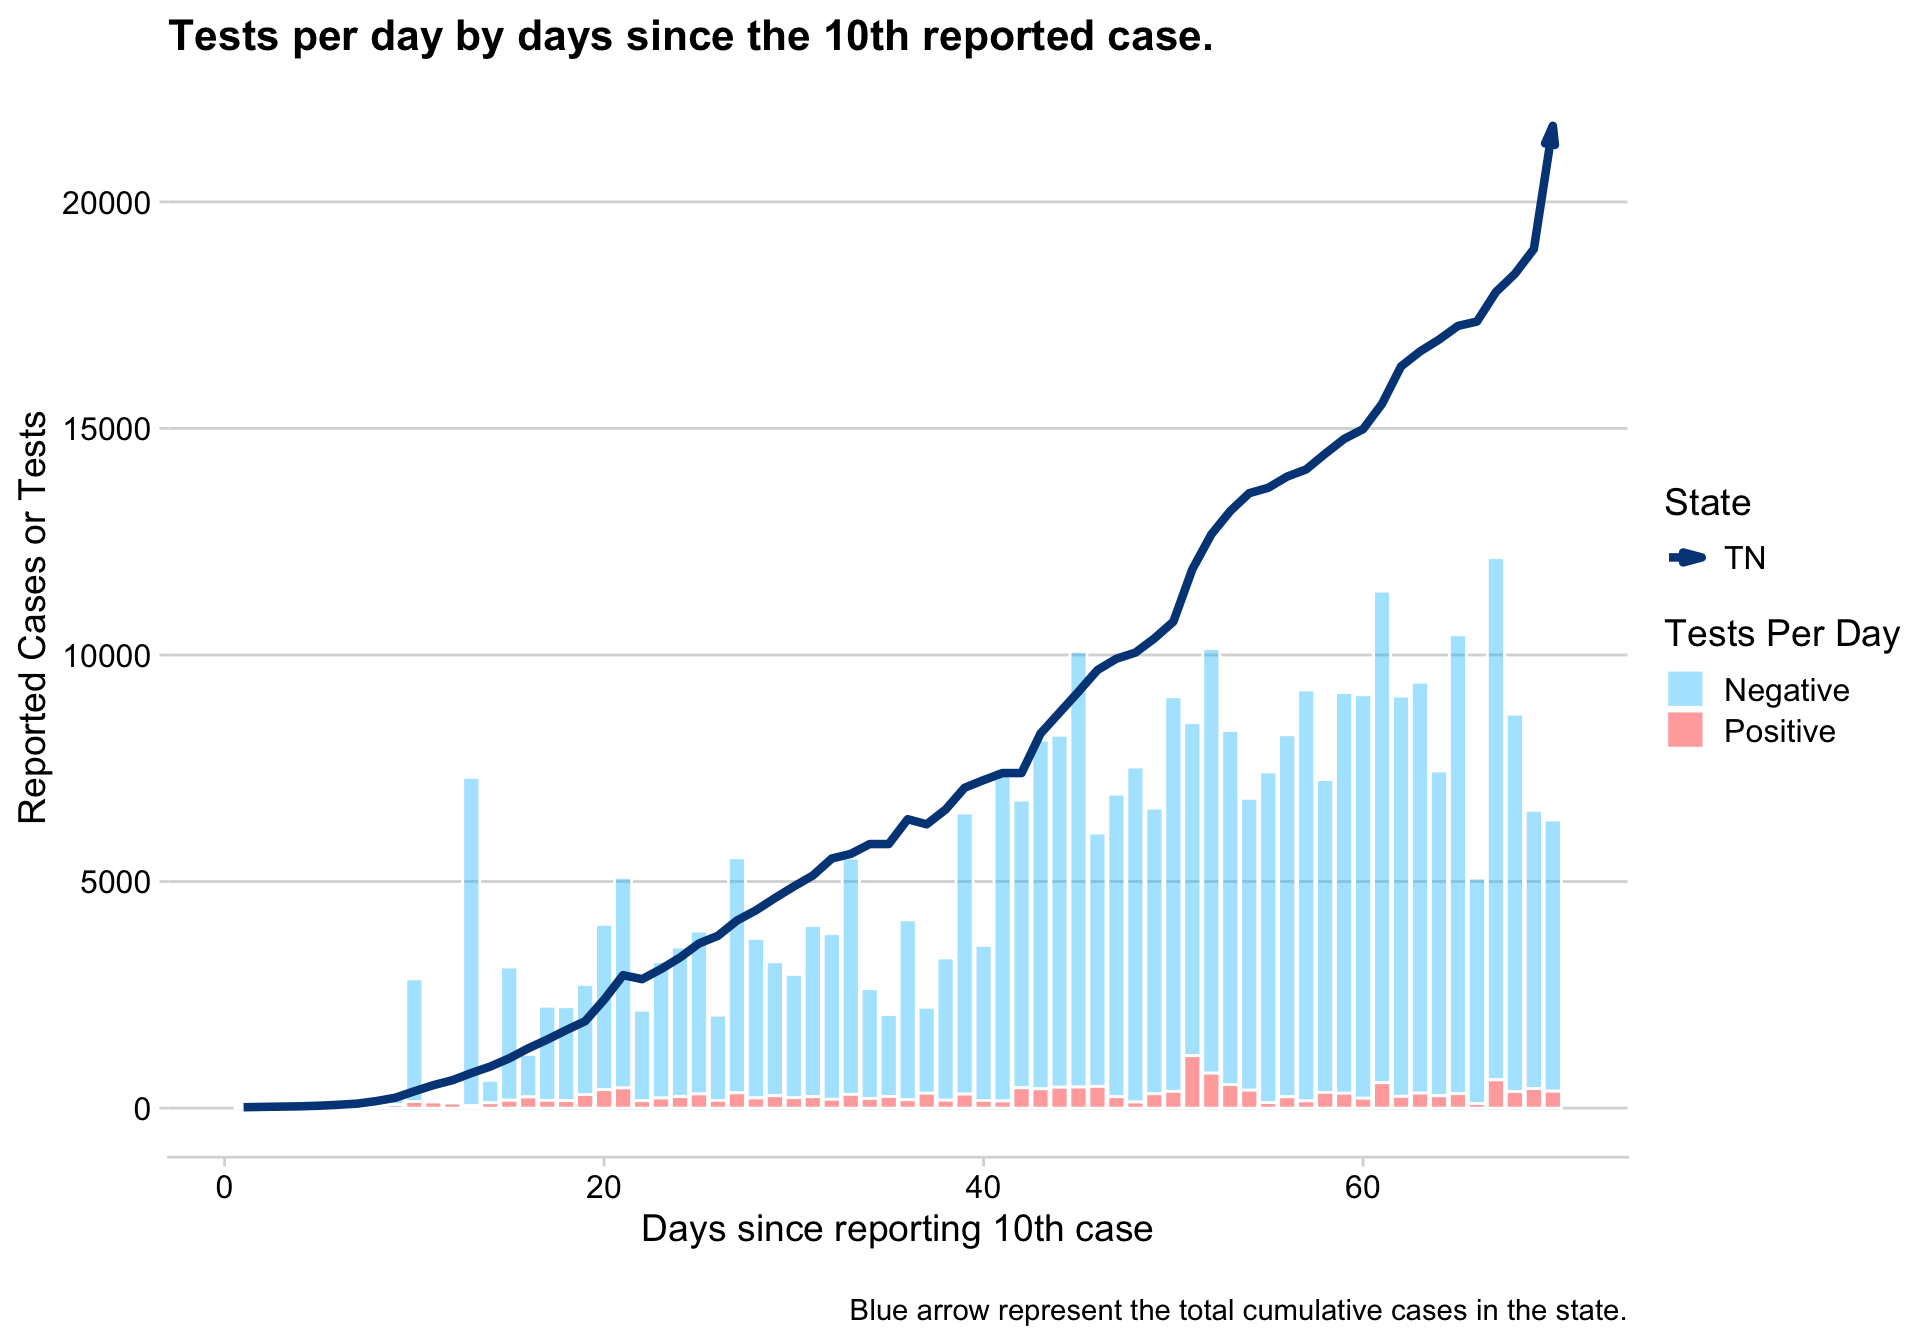 Tests per day by days since the 10th reported case.
20000
15000
10000
5000
0
Reported Cases or Tests
0 20 40 60
Days since reporting 10th case
State
TN
Tests Per Day
Negative
Positive
Blue arrow represent the total cumulative cases in the state.